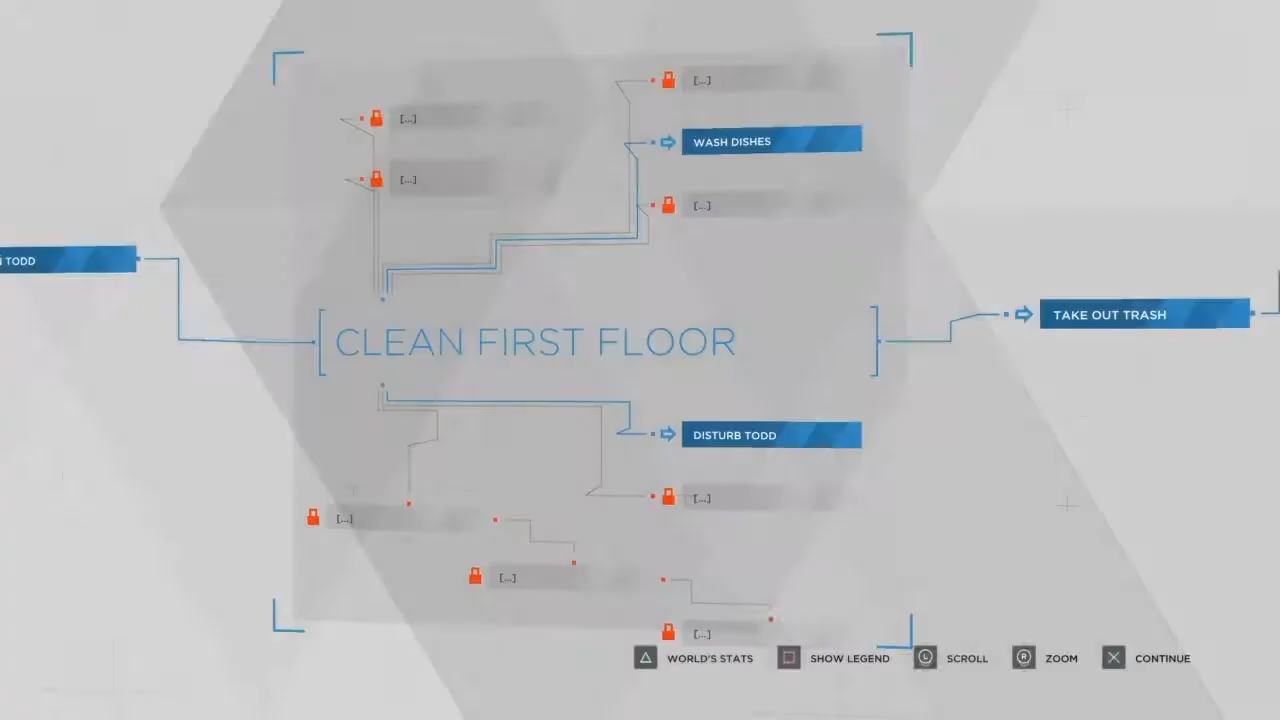 [...]
[...]
WASH DISHES
[...]
[...]
TODD
CLEAN FIRST FLOOR
TAKE OUT TRASH
DISTURB TODD
[...]
[...]
[...]
[...]
WORLD'S STATS
SHOW LEGEND
L
SCROLL
R
ZOOM
CONTINUE